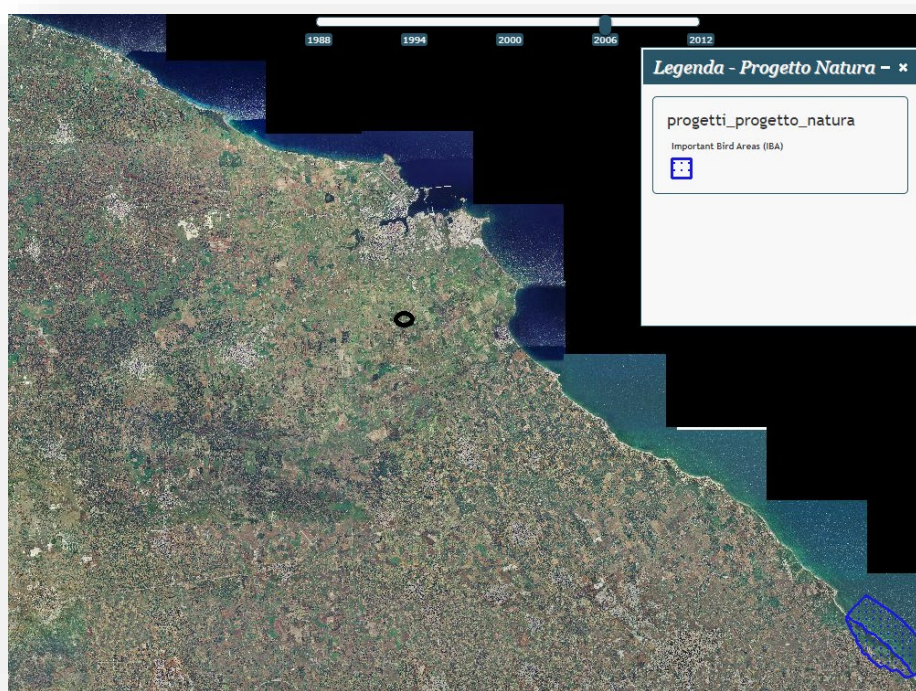 1988 1994 2000 2006 2012
Legenda - Progetto Natura
progetti_progetto_natura
Important Bird Areas (IBA)